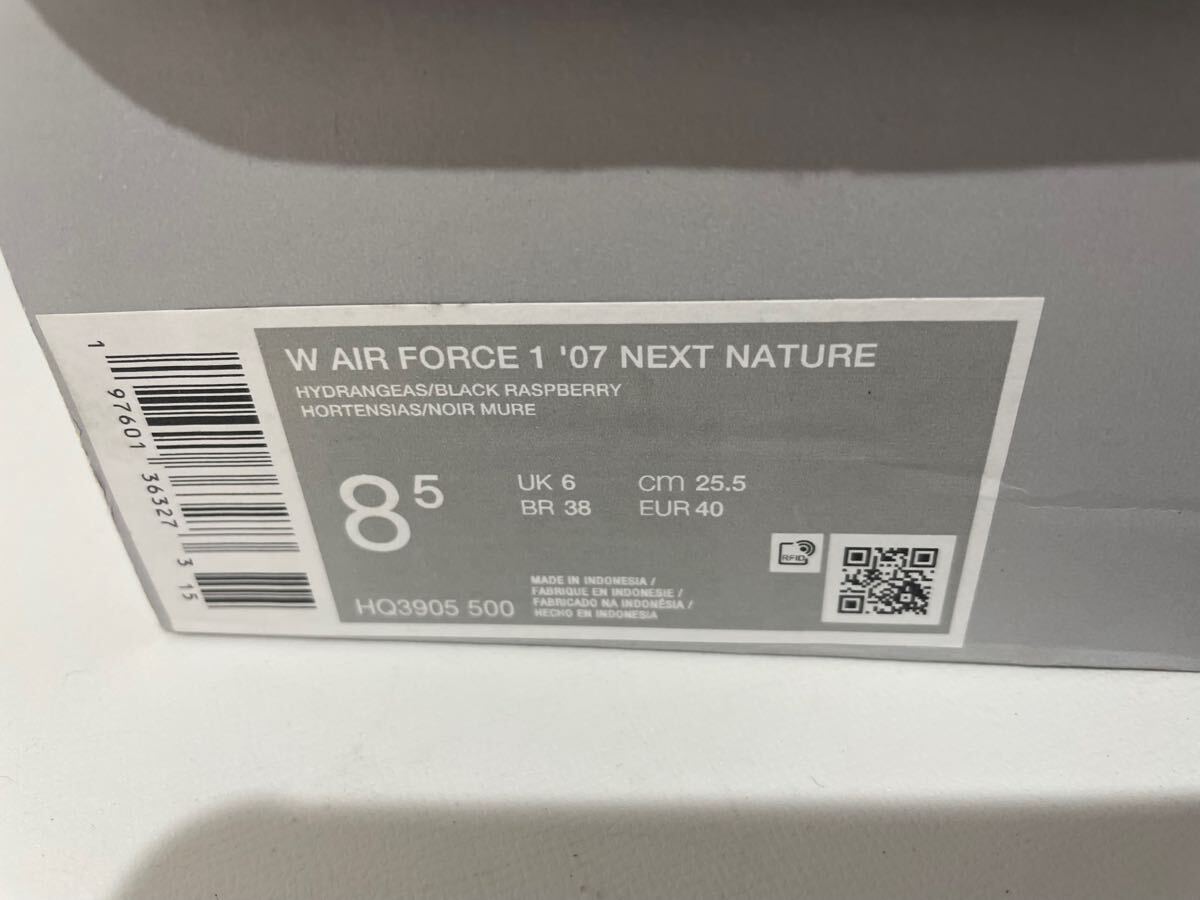 W AIR FORCE 1 '07 NEXT NATURE
HYDRANGEAS/BLACK RASPBERRY
HORTENSIAS/NOIR MURE
8 5
UK 6 cm 25.5
BR 38 EUR 40
HQ3905 500
MADE IN INDONESIA /
FABRIQUE EN INDONESIE /
FABRICADO NA INDONÉSIA /
HECHO EN INDONESIA
RFID
1 97601 36327 3 15